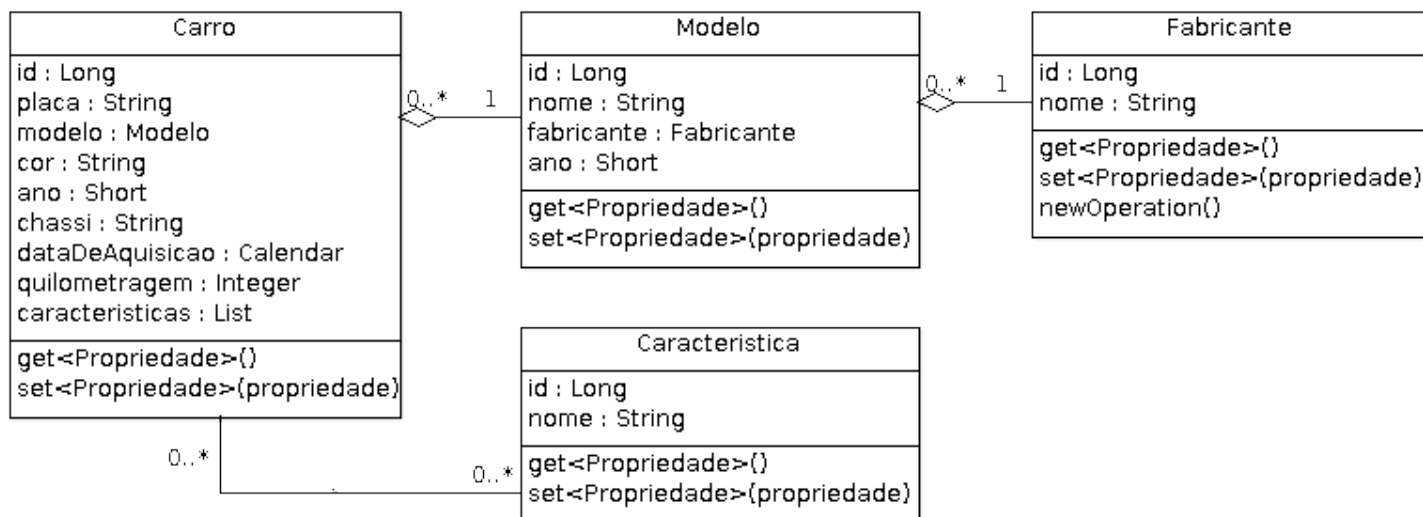 Carro
id : Long
placa : String
modelo : Modelo
cor : String
ano : Short
chassi : String
dataDeAquisicao : Calendar
quilometragem : Integer
caracteristicas : List
get<Propriedade>()
set<Propriedade>(propriedade)
0..* 1
Modelo
id : Long
nome : String
fabricante : Fabricante
ano : Short
get<Propriedade>()
set<Propriedade>(propriedade)
0..* 1
Fabricante
id : Long
nome : String
get<Propriedade>()
set<Propriedade>(propriedade)
newOperation()
0..* 0..*
Caracteristica
id : Long
nome : String
get<Propriedade>()
set<Propriedade>(propriedade)